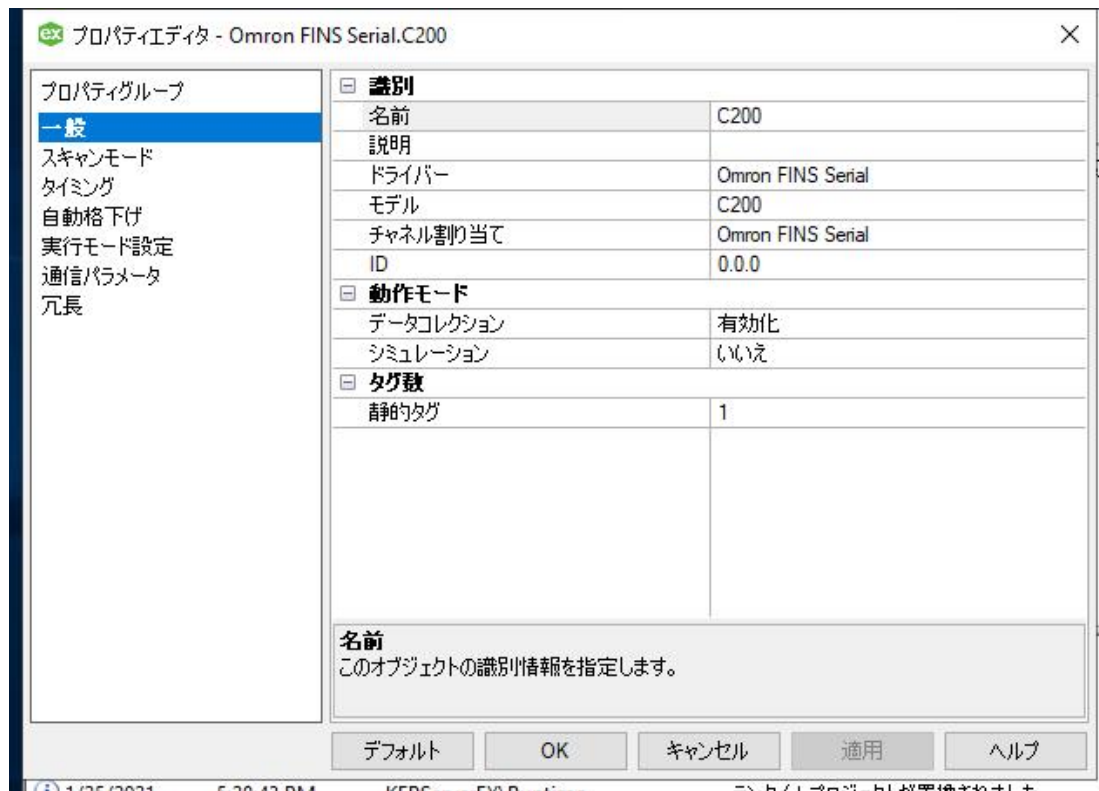 プロパティエディタ - Omron FINS Serial.C200
プロパティグループ
一般
スキャンモード
タイミング
自動格下げ
実行モード設定
通信パラメータ
冗長
識別
名前 C200
説明
ドライバー Omron FINS Serial
モデル C200
チャネル割り当て Omron FINS Serial
ID 0.0.0
動作モード
データコレクション 有効化
シミュレーション いいえ
タグ数
静的タグ 1
名前
このオブジェクトの識別情報を指定します。
デフォルト OK キャンセル 適用 ヘルプ